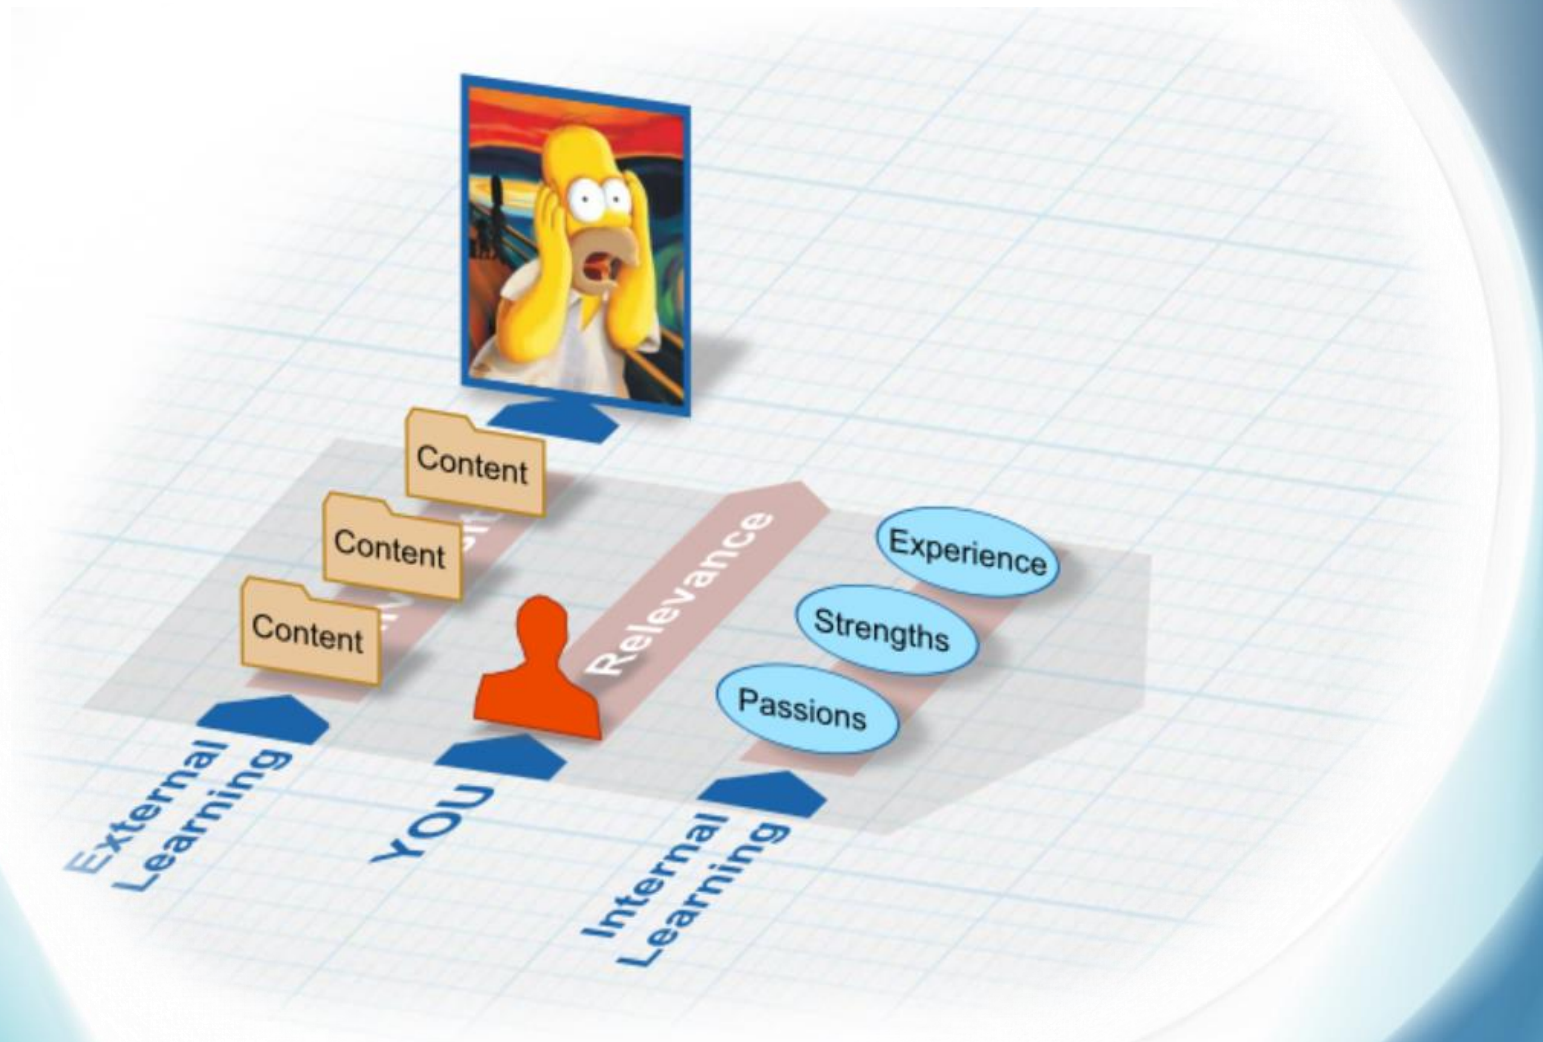 Content
Content
Content
Relevance
Experience
Strengths
Passions
External
Learning
YOU
Internal
Learning